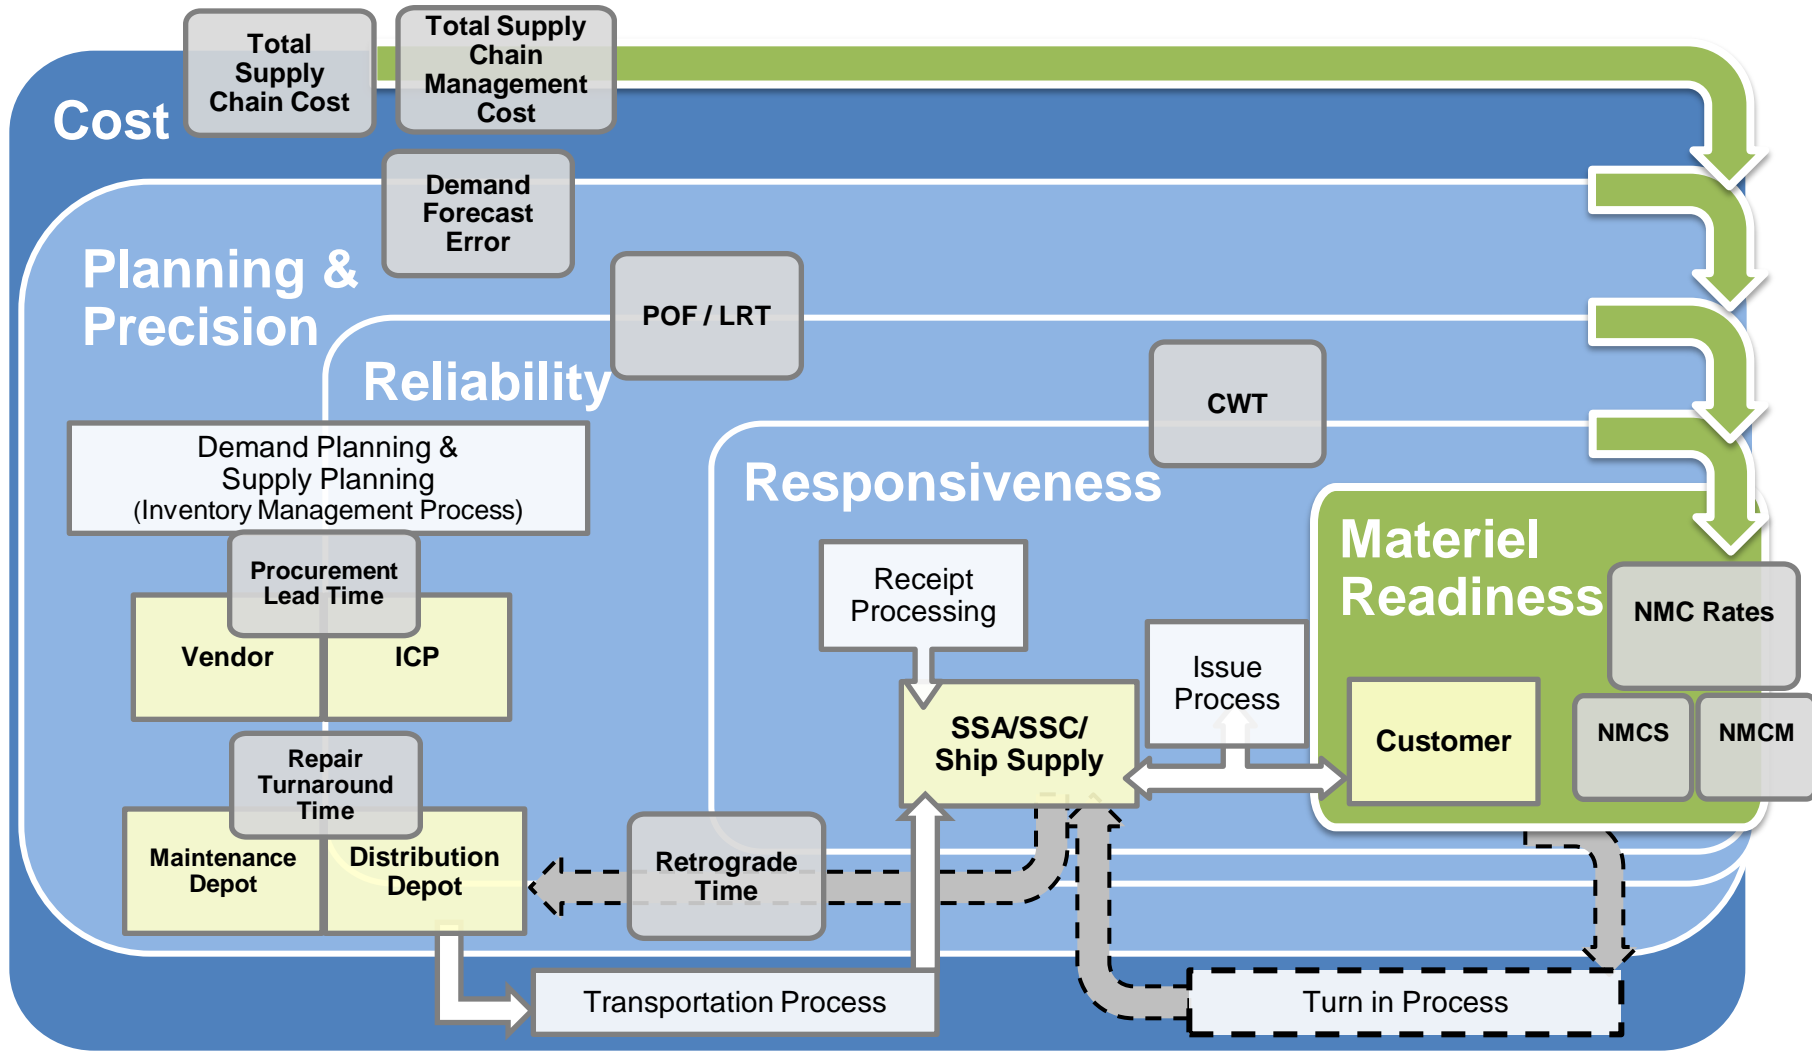 Total
Supply
Chain Cost
Total Supply
Chain
Management
Cost
Cost
Demand
Forecast
Error
Planning &
Precision
POF / LRT
Reliability
CWT
Demand Planning &
Supply Planning
(Inventory Management Process)
Responsiveness
Procurement
Lead Time
Vendor
ICP
Receipt
Processing
Materiel
Readiness
NMC Rates
Issue
Process
SSA/SSC/
Ship Supply
Customer
NMCS
NMCM
Repair
Turnaround
Time
Maintenance
Depot
Distribution
Depot
Retrograde
Time
Transportation Process
Turn in Process